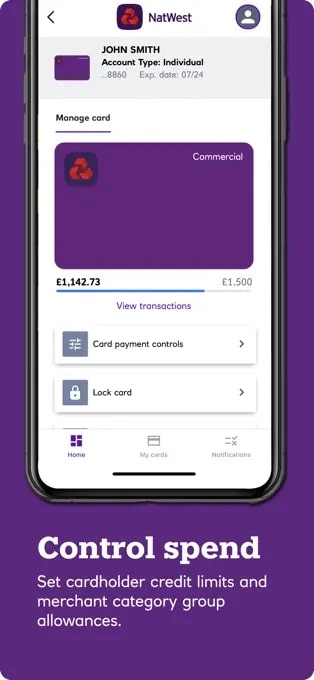 NatWest
JOHN SMITH
Account Type: Individual
...8860 Exp. date: 07/24
Manage card
Commercial
£1,142.73 £1,500
View transactions
Card payment controls
Lock card
Home My cards Notifications
Control spend
Set cardholder credit limits and
merchant category group
allowances.